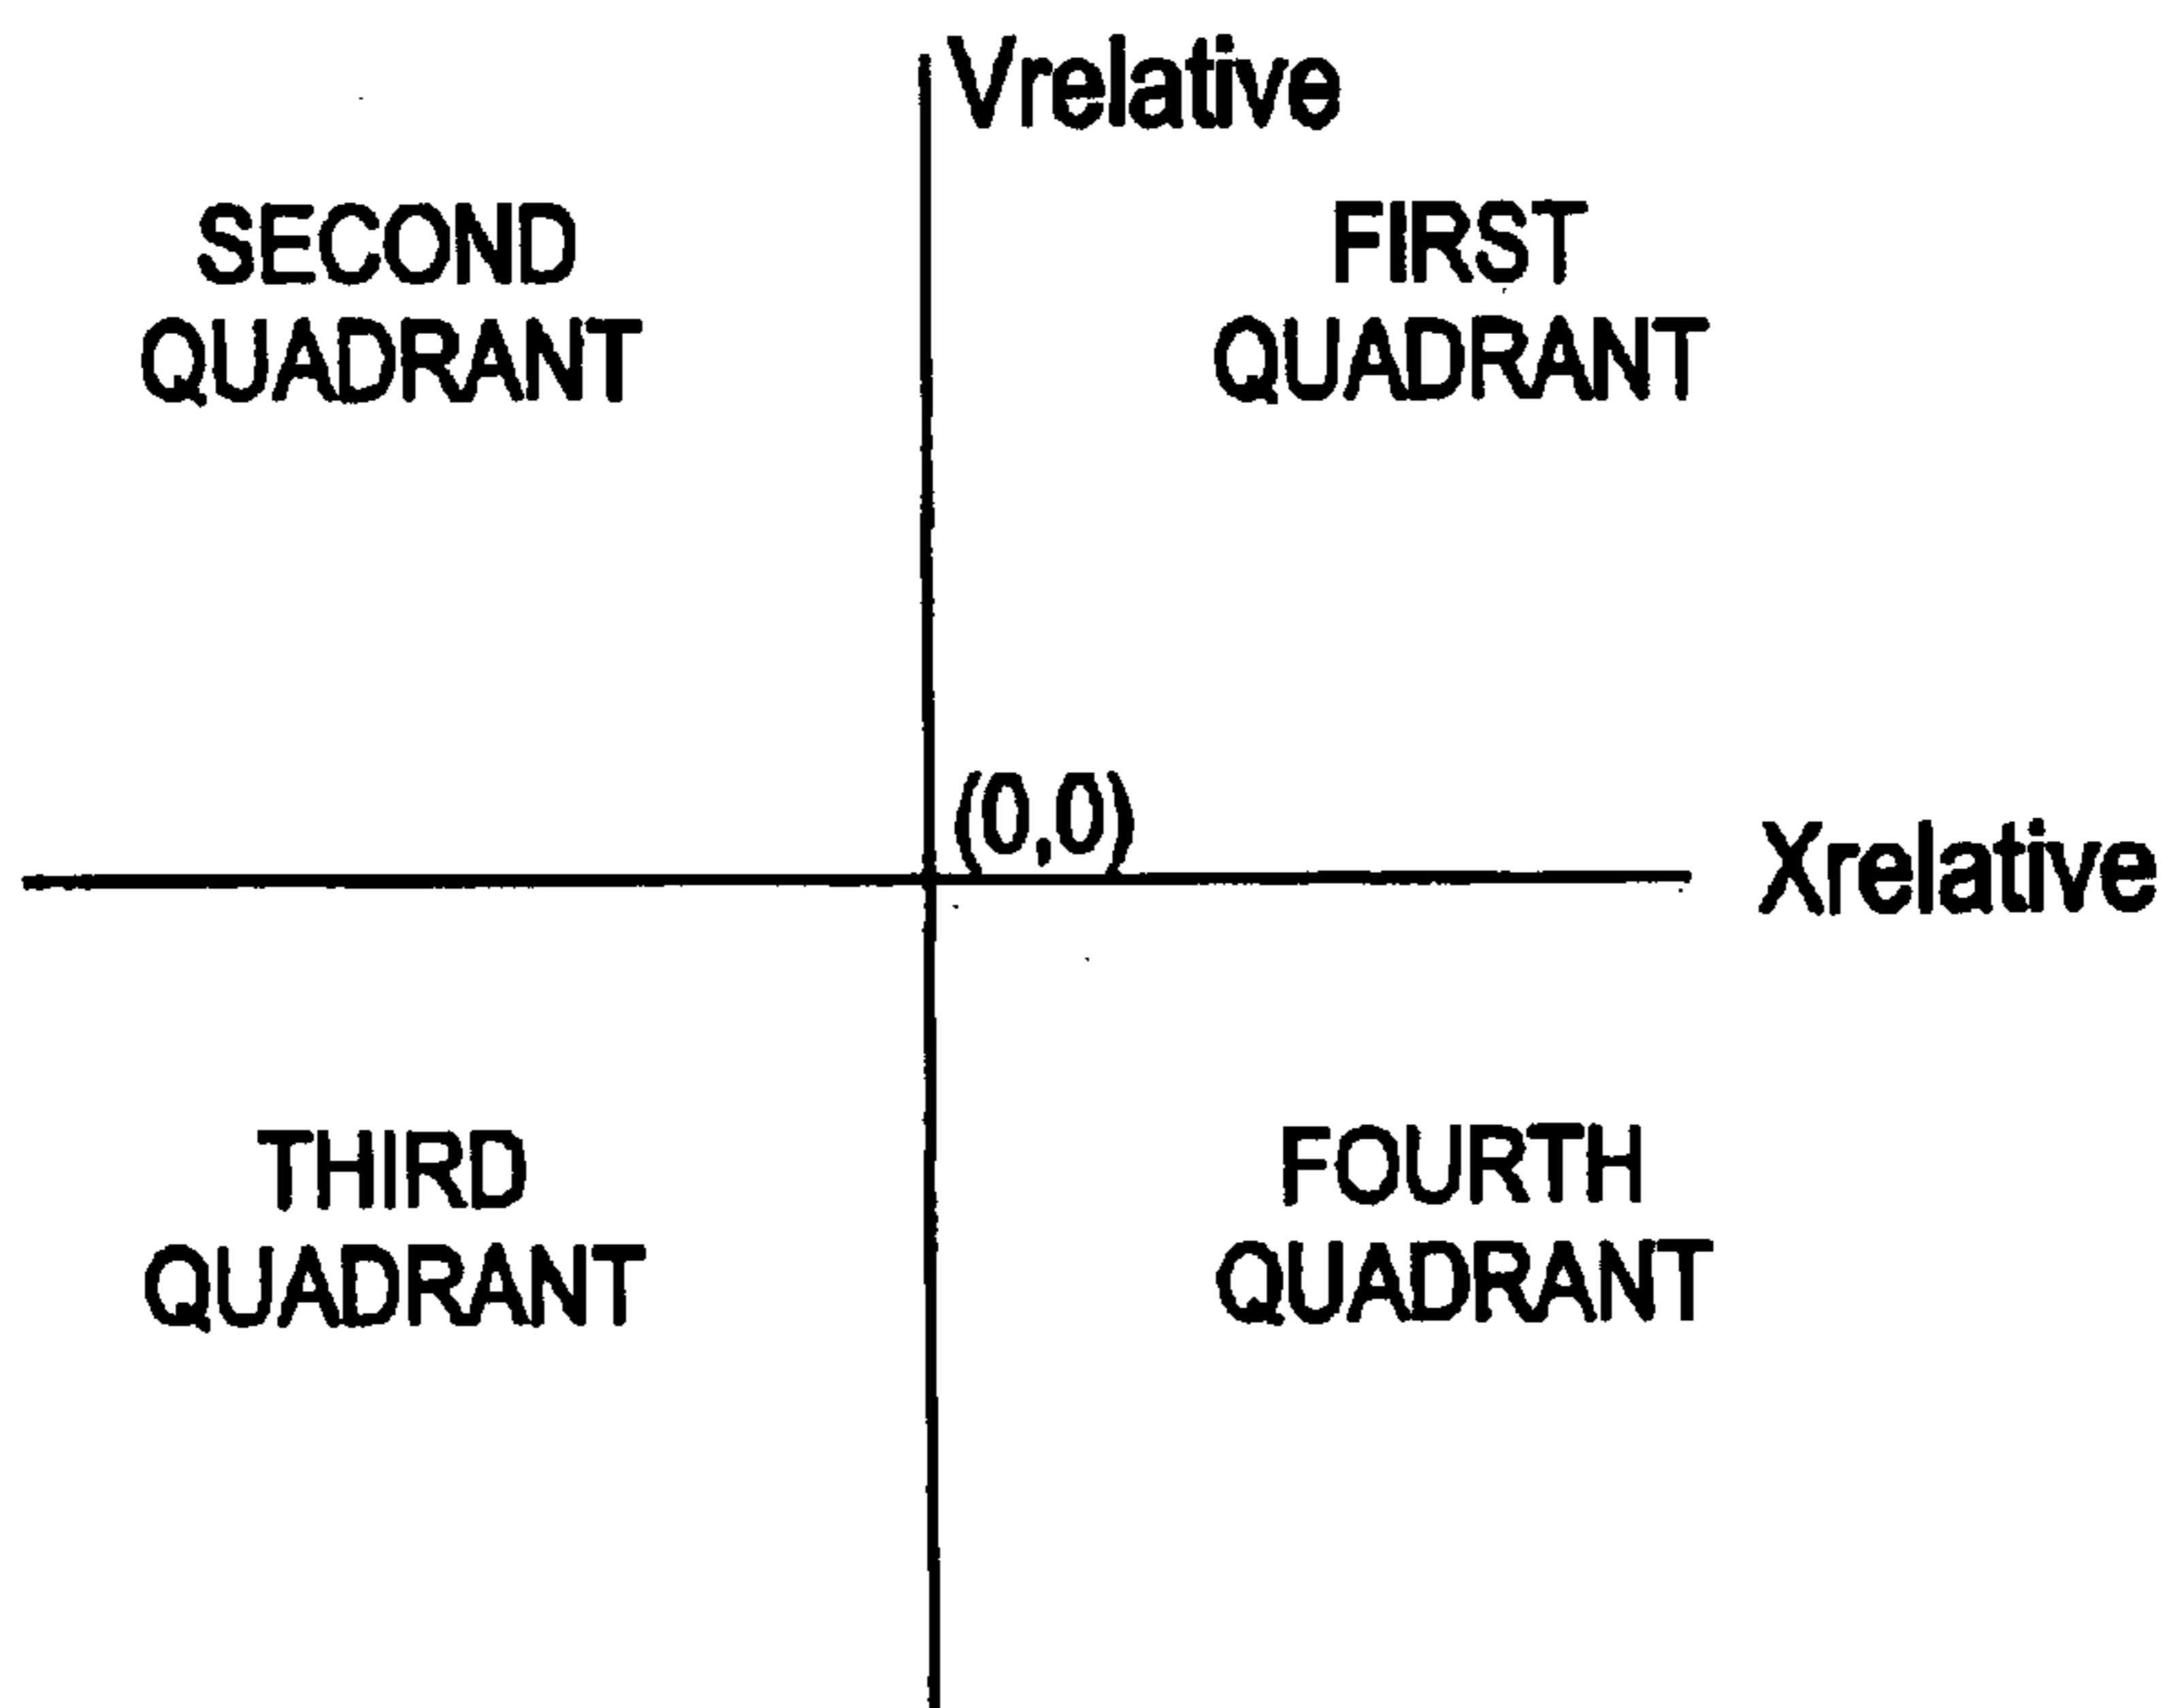 Vrelative
SECOND
QUADRANT
FIRST
QUADRANT
(0,0)
Xrelative
THIRD
QUADRANT
FOURTH
QUADRANT